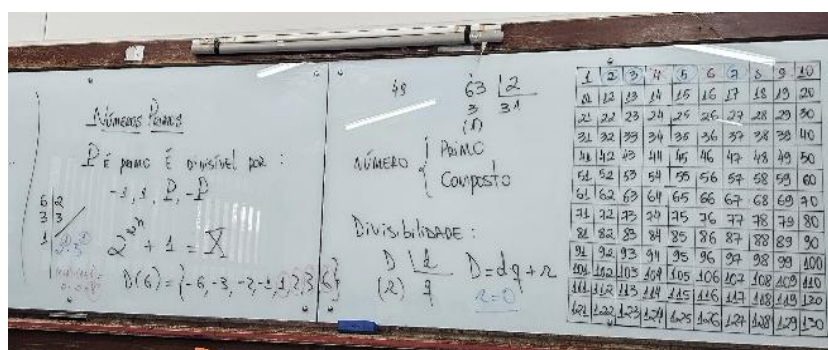 Números Primos
P é primo é divisível por :
-1, 1, P, -P
6 | 2
3 | 3
1
2^2^n + 1 = X
D(6) = {-6, -3, -2, -1, 1, 2, 3, 6}
49
63 | 2
3 31
(1)
NÚMERO { Primo
Composto
Divisibilidade :
D | d D = dq + r
(r) q r = 0
1 2 3 4 5 6 7 8 9 10
11 12 13 14 15 16 17 18 19 20
21 22 23 24 25 26 27 28 29 30
31 32 33 34 35 36 37 38 39 40
41 42 43 44 45 46 47 48 49 50
51 52 53 54 55 56 57 58 59 60
61 62 63 64 65 66 67 68 69 70
71 72 73 74 75 76 77 78 79 80
81 82 83 84 85 86 87 88 89 90
91 92 93 94 95 96 97 98 99 100
101 102 103 104 105 106 107 108 109 110
111 112 113 114 115 116 117 118 119 120
121 122 123 124 125 126 127 128 129 130